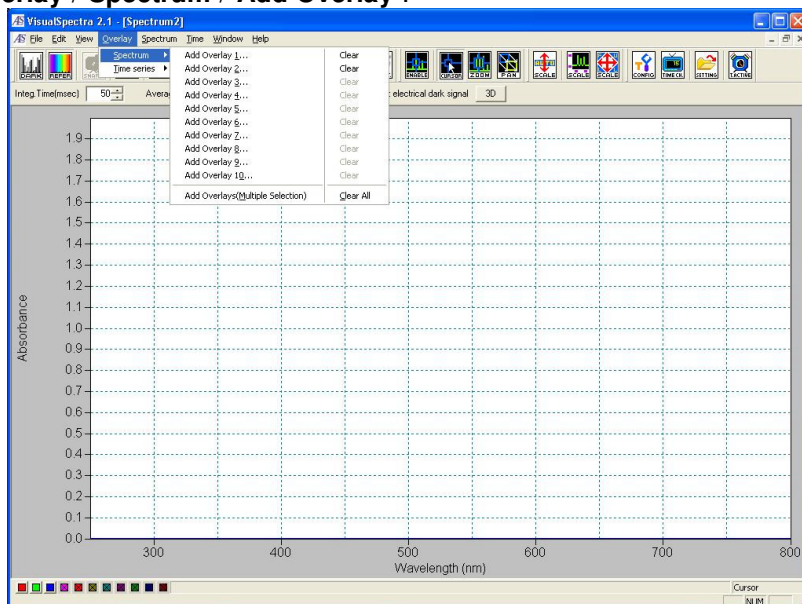 / Spectrum / Add Overlay :
VisualSpectra 2.1 - [Spectrum2]
File Edit View Overlay Spectrum Time Window Help
DARK REFER ENABLE CURSOR ZOOM PAN SCALE SCALE SCALE CONFIG TIME CH. SITTING
Spectrum
Time series
Add Overlay 1... Clear
Add Overlay 2... Clear
Add Overlay 3... Clear
Add Overlay 4... Clear
Add Overlay 5... Clear
Add Overlay 6... Clear
Add Overlay 7... Clear
Add Overlay 8... Clear
Add Overlay 9... Clear
Add Overlay 10... Clear
Add Overlays(Multiple Selection) Clear All
Integ.Time(msec) 50 electrical dark signal 3D
1.9
1.8
1.7
1.6
1.5
1.4
1.3
1.2
1.1
1.0
0.9
0.8
0.7
0.6
0.5
0.4
0.3
0.2
0.1
0.0
Absorbance
300 400 500 600 700 800
Wavelength (nm)
Cursor
NUM